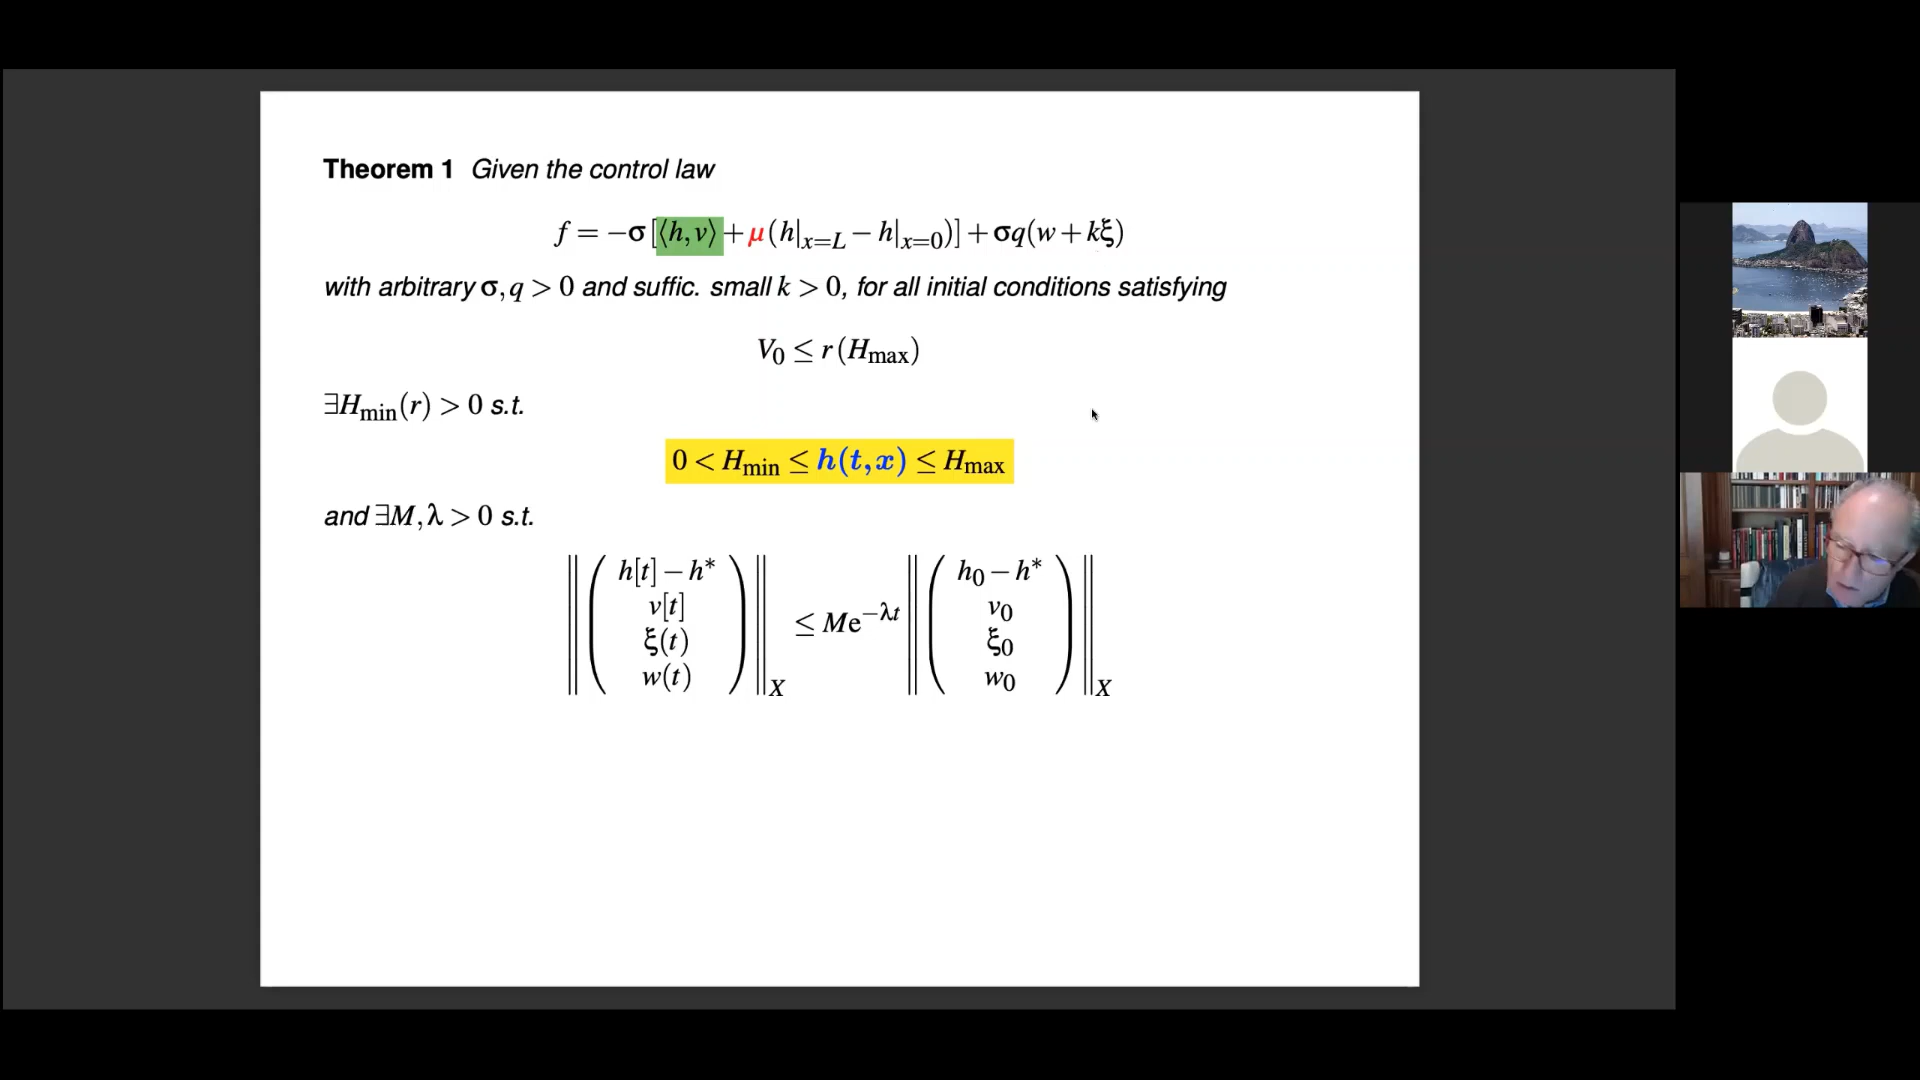 Theorem 1 Given the control law
f = −σ[⟨h,v⟩ + μ(h|x=L − h|x=0)] + σq(w + kξ)
with arbitrary σ, q > 0 and suffic. small k > 0, for all initial conditions satisfying
V0 ≤ r(Hmax)
∃Hmin(r) > 0 s.t.
0 < Hmin ≤ h(t,x) ≤ Hmax
and ∃M, λ > 0 s.t.
‖( h[t] − h* v[t] ξ(t) w(t) )‖X ≤ Me^−λt ‖( h0 − h* v0 ξ0 w0 )‖X